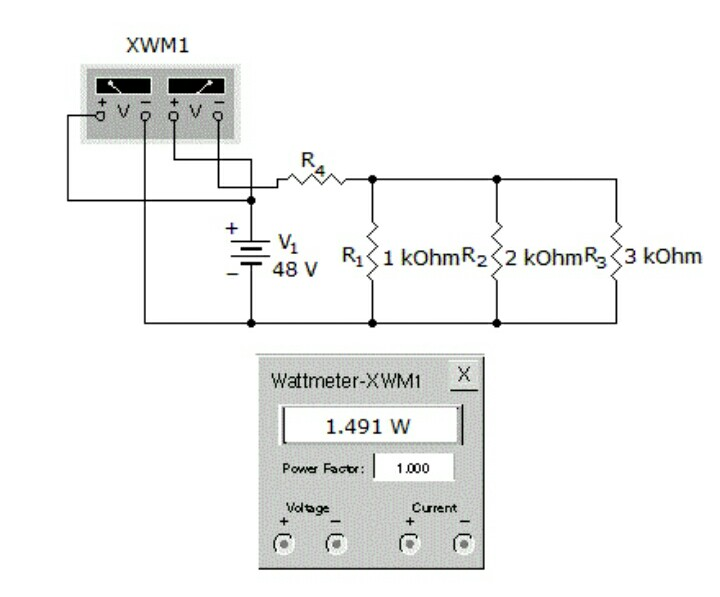 XWM1
+ V − + V −
R4
+
V1
48 V
−
R1 1 kOhm R2 2 kOhm R3 3 kOhm
Wattmeter-XWM1 X
1.491 W
Power Factor: 1.000
Voltage Current
+ − + −